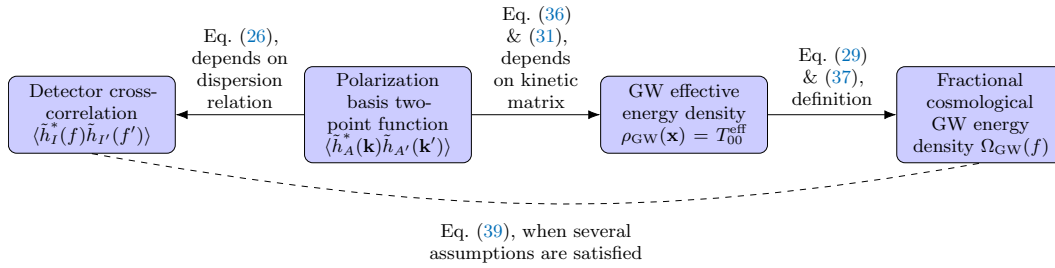 Eq. (26),
depends on
dispersion
relation
Eq. (36)
& (31),
depends
on kinetic
matrix
Eq. (29)
& (37),
definition
Detector cross-
correlation
⟨h̃*_I(f)h̃_I′(f′)⟩
Polarization
basis two-
point function
⟨h̃*_A(𝐤)h̃_A′(𝐤′)⟩
GW effective
energy density
ρ_GW(𝐱) = T_00^eff
Fractional
cosmological
GW energy
density Ω_GW(f)
Eq. (39), when several
assumptions are satisfied